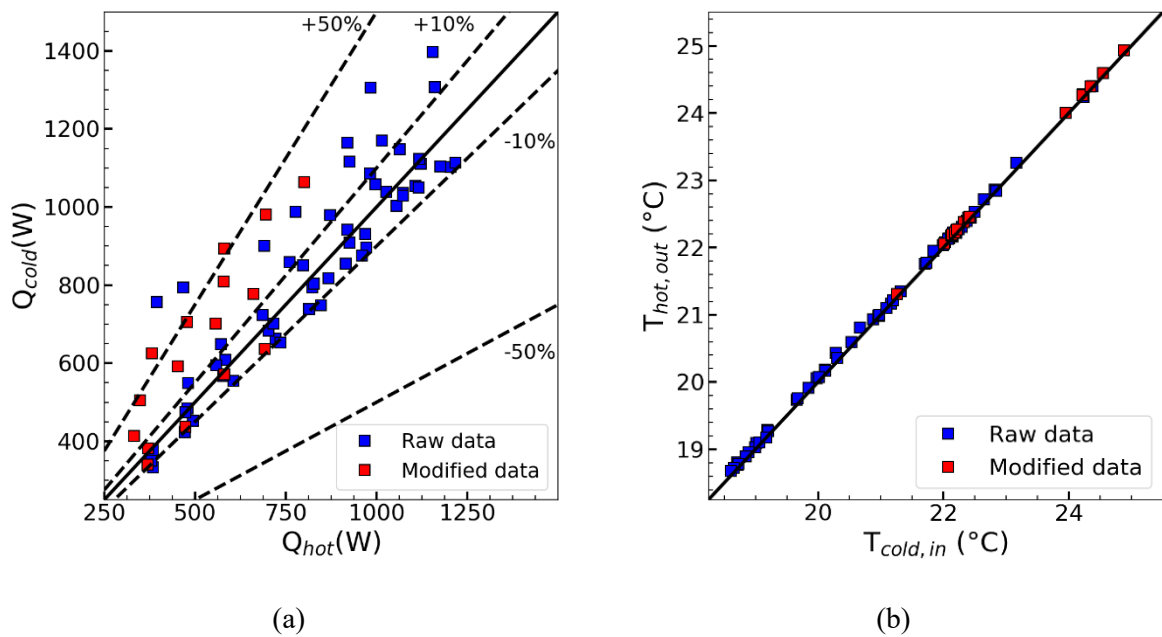 +50%
+10%
-10%
-50%
1400
1200
1000
800
600
400
Q_cold(W)
250
500
750
1000
1250
Q_hot(W)
Raw data
Modified data
(a)
25
24
23
22
21
20
19
T_hot, out (°C)
20
22
24
T_cold, in (°C)
Raw data
Modified data
(b)